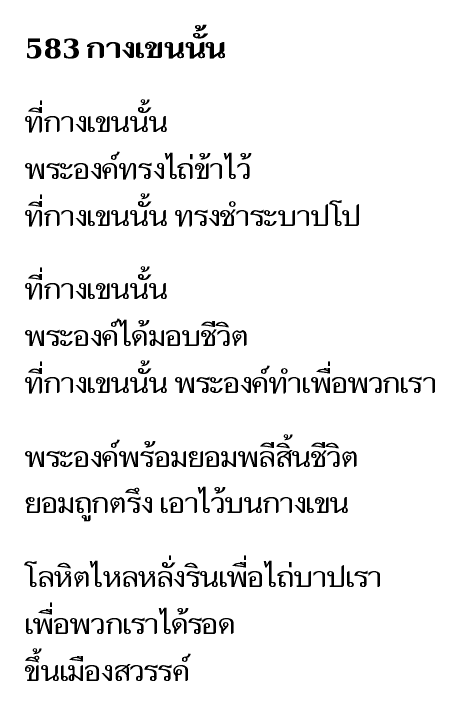 583 กางเขนนั้น
ที่กางเขนนั้น
พระองค์ทรงไถ่ข้าไว้
ที่กางเขนนั้น ทรงชำระบาปโป
ที่กางเขนนั้น
พระองค์ได้มอบชีวิต
ที่กางเขนนั้น พระองค์ทำเพื่อพวกเรา
พระองค์พร้อมยอมพลีสิ้นชีวิต
ยอมถูกตรึง เอาไว้บนกางเขน
โลหิตไหลหลั่งรินเพื่อไถ่บาปเรา
เพื่อพวกเราได้รอด
ขึ้นเมืองสวรรค์